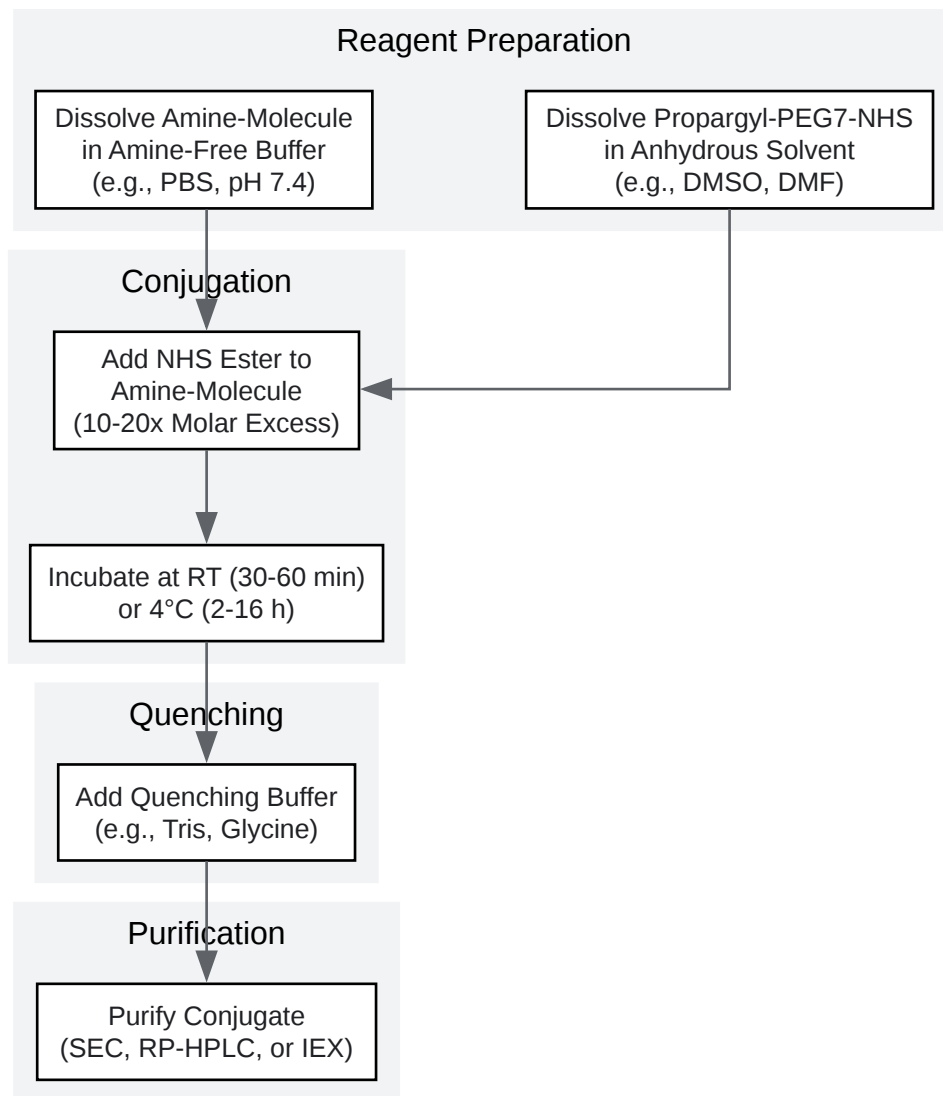 Reagent Preparation
Dissolve Amine-Molecule
in Amine-Free Buffer
(e.g., PBS, pH 7.4)
Dissolve Propargyl-PEG7-NHS
in Anhydrous Solvent
(e.g., DMSO, DMF)
Conjugation
Add NHS Ester to
Amine-Molecule
(10-20x Molar Excess)
Incubate at RT (30-60 min)
or 4°C (2-16 h)
Quenching
Add Quenching Buffer
(e.g., Tris, Glycine)
Purification
Purify Conjugate
(SEC, RP-HPLC, or IEX)